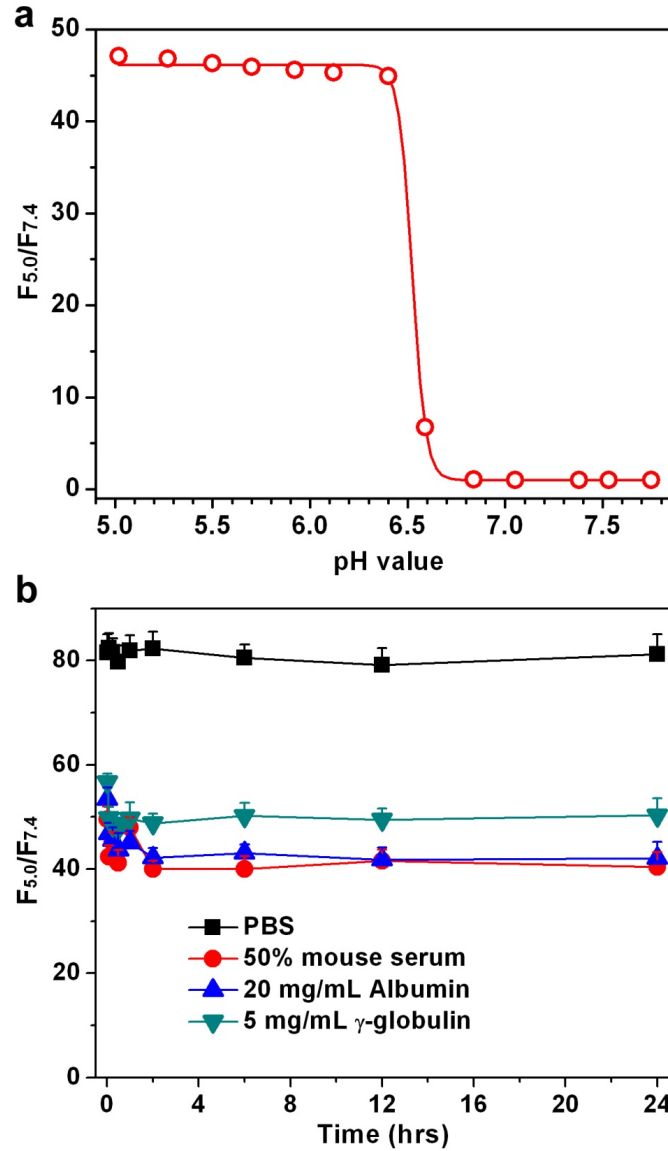 a
50
40
30
20
10
0
F5.0/F7.4
5.0 5.5 6.0 6.5 7.0 7.5
pH value
b
80
60
40
20
0
F5.0/F7.4
PBS
50% mouse serum
20 mg/mL Albumin
5 mg/mL γ-globulin
0 4 8 12 16 20 24
Time (hrs)